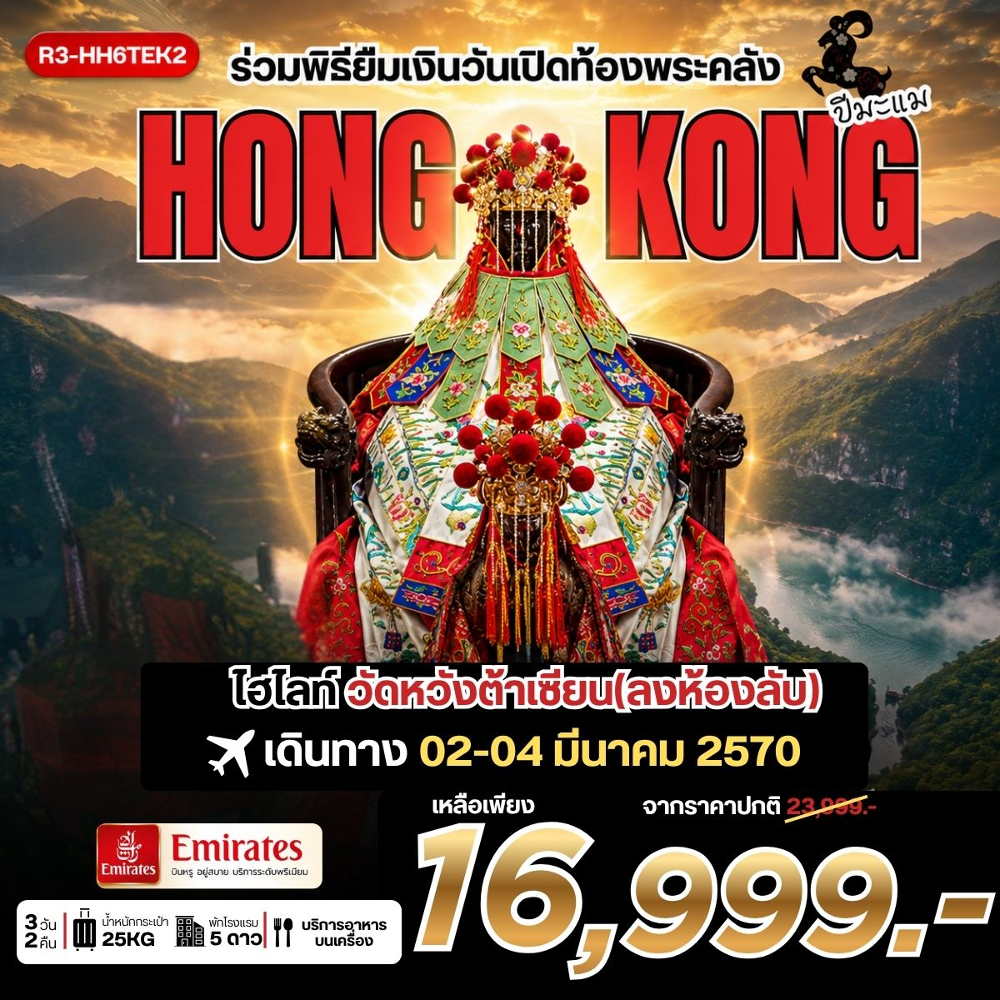 R3-HH6TEK2
ร่วมพิธียืมเงินวันเปิดท้องพระคลัง
ปีมะแม
HONG KONG
ไฮไลท์ วัดหวังต้าเซียน(ลงห้องลับ)
เดินทาง 02-04 มีนาคม 2570
เหลือเพียง จากราคาปกติ 23,999.-
16,999.-
Emirates
Emirates
บินหรู อยู่สบาย บริการระดับพรีเมียม
3 วัน
2 คืน
น้ำหนักกระเป๋า
25KG
พักโรงแรม
5 ดาว
บริการอาหาร
บนเครื่อง